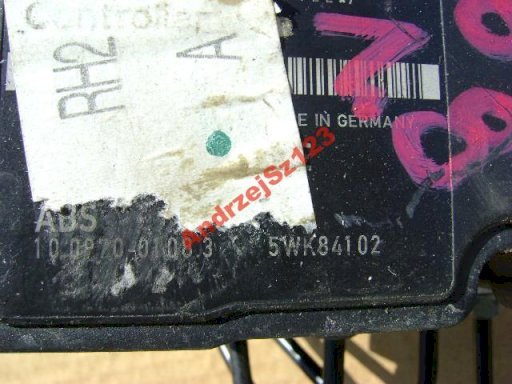 Controller
RH2
A
E IN GERMANY
AndrzejSz123
ABS
10.0970-0108.3 5WK84102